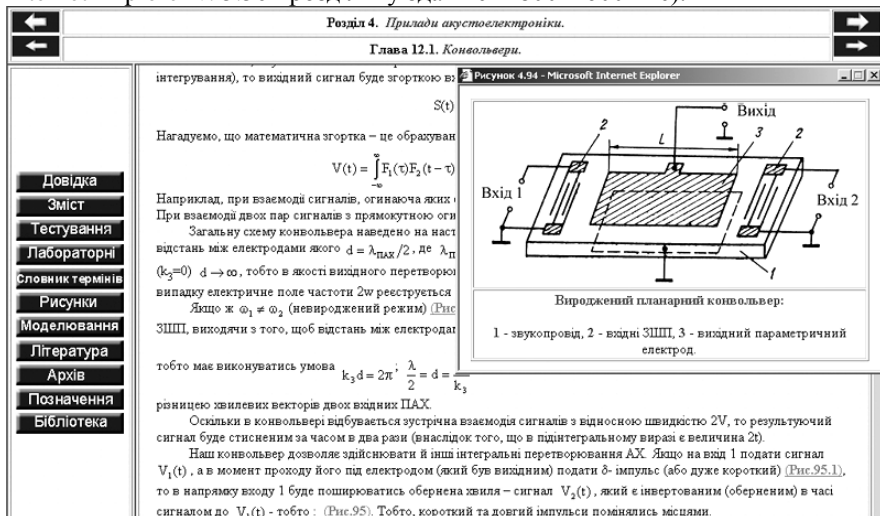 Розділ 4. Прилади акустоелектроніки.
Глава 12.1. Конвольвери.
Довідка
Зміст
Тестування
Лабораторні
Словник термінів
Рисунки
Моделювання
Література
Архів
Позначення
Бібліотека
інтегрування), то вихідний сигнал буде згорткою
S(t)
Нагадуємо, що математична згортка – це
V(t) = ∫F₁(τ)F₂(t – τ)
Наприклад, при взаємодії сигналів, огинаюча яких
При взаємодії двох пар сигналів з прямокутною
Загальну схему конвольвера наведено на
відстань між електродами якого d = λПАХ/2, де
(k₃=0) d → ∞, тобто в якості вихідного
випадку електричне поле частоти 2w реєструється
Якщо ж ω₁ ≠ ω₂ (невироджений режим)
ЗШП, виходячи з того, щоб відстань між
тобто має виконуватись умова k₃d = 2π; λ/2 = d = /k₃
різницею хвилевих векторів двох вхідних ПАХ.
Оскільки в конвольвері відбувається зустрічна взаємодія сигналів з відносною швидкістю 2V, то результуючий
сигнал буде стисненим за часом в два рази (внаслідок того, що в підінтегральному виразі є величина 2t).
Наш конвольвер дозволяє здійснювати й інші інтегральні перетворювання АХ. Якщо на вхід 1 подати сигнал
V₁(t), а в момент проходу його під електродом (який був вихідним) подати δ- імпульс (або дуже короткий) (Рис.95.1),
то в напрямку входу 1 буде поширюватись обернена хвиля – сигнал V₂(t), який є інвертованим (оберненим) в часі
сигналом до V₁(t) - тобто : (Рис.95). Тобто, короткий та довгий імпульси помінялись місцями.
Рисунок 4.94 - Microsoft Internet Explorer
Вихід
2
L
3
2
Вхід 1
Вхід 2
1
Вироджений планарний конвольвер:
1 - звукопровід, 2 - вхідні ЗШП, 3 - вихідний параметричний
електрод.